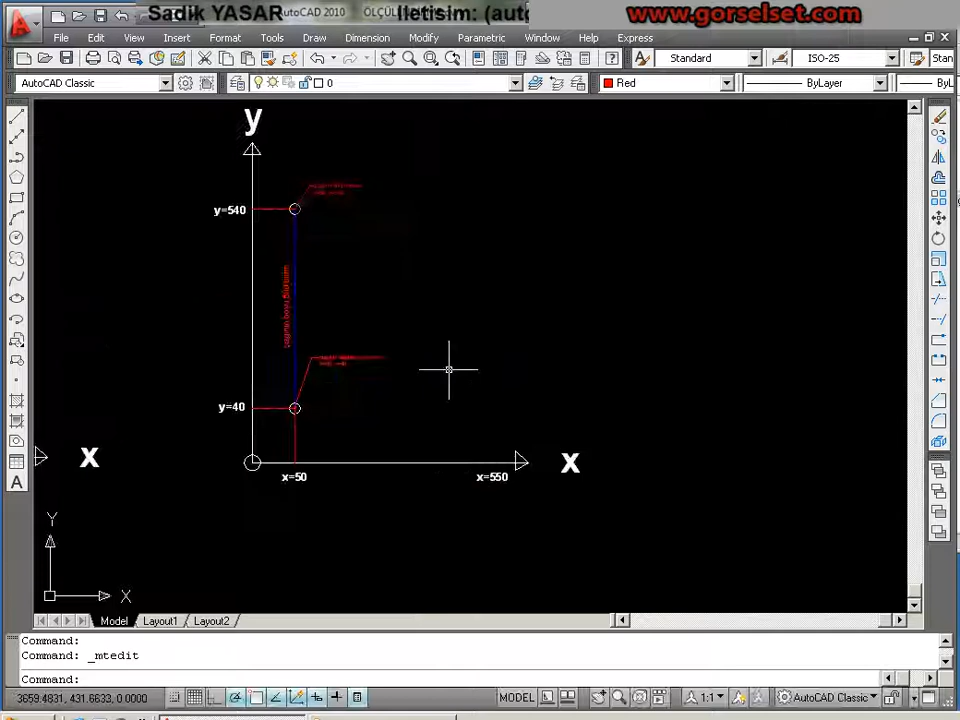 Sadik YASAR
AutoCAD 2010
www.gorselset.com
File Edit View Insert Format Tools Draw Dimension Modify Parametric Window Help Express
Standard
ISO-25
Stan
AutoCAD Classic
0
Red
ByLayer
ByL
y
y=540
y=40
x
x
x=50
x=550
Y
X
Model Layout1 Layout2
Command:
Command: _mtedit
Command:
3659.4831, 431.6633, 0.0000
MODEL
1:1
AutoCAD Classic